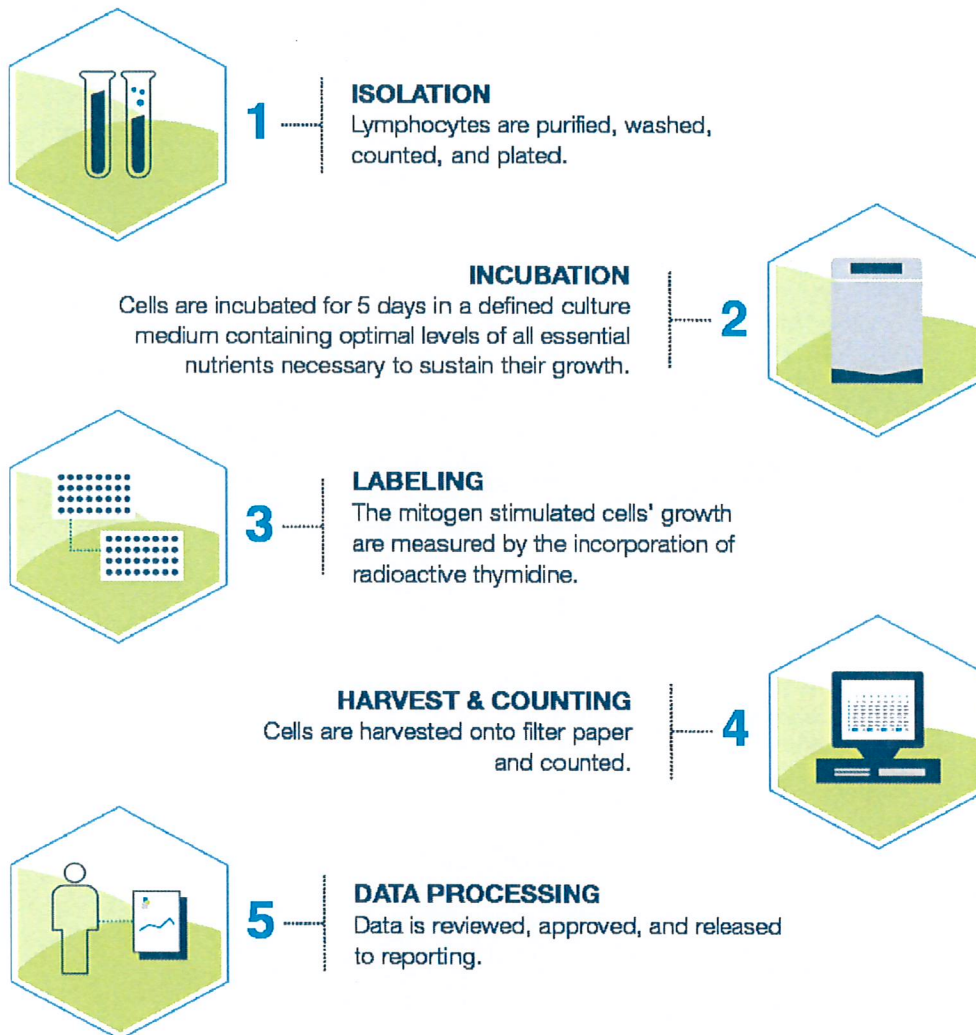 1
ISOLATION
Lymphocytes are purified, washed,
counted, and plated.
INCUBATION
Cells are incubated for 5 days in a defined culture
medium containing optimal levels of all essential
nutrients necessary to sustain their growth.
2
3
LABELING
The mitogen stimulated cells' growth
are measured by the incorporation of
radioactive thymidine.
HARVEST & COUNTING
Cells are harvested onto filter paper
and counted.
4
5
DATA PROCESSING
Data is reviewed, approved, and released
to reporting.